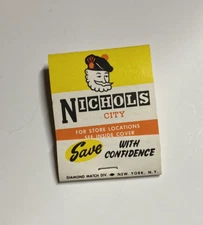 NICHOLS
CITY
FOR STORE LOCATIONS
SEE INSIDE COVER
Save WITH
CONFIDENCE
DIAMOND MATCH DIV. NEW YORK, N.Y.